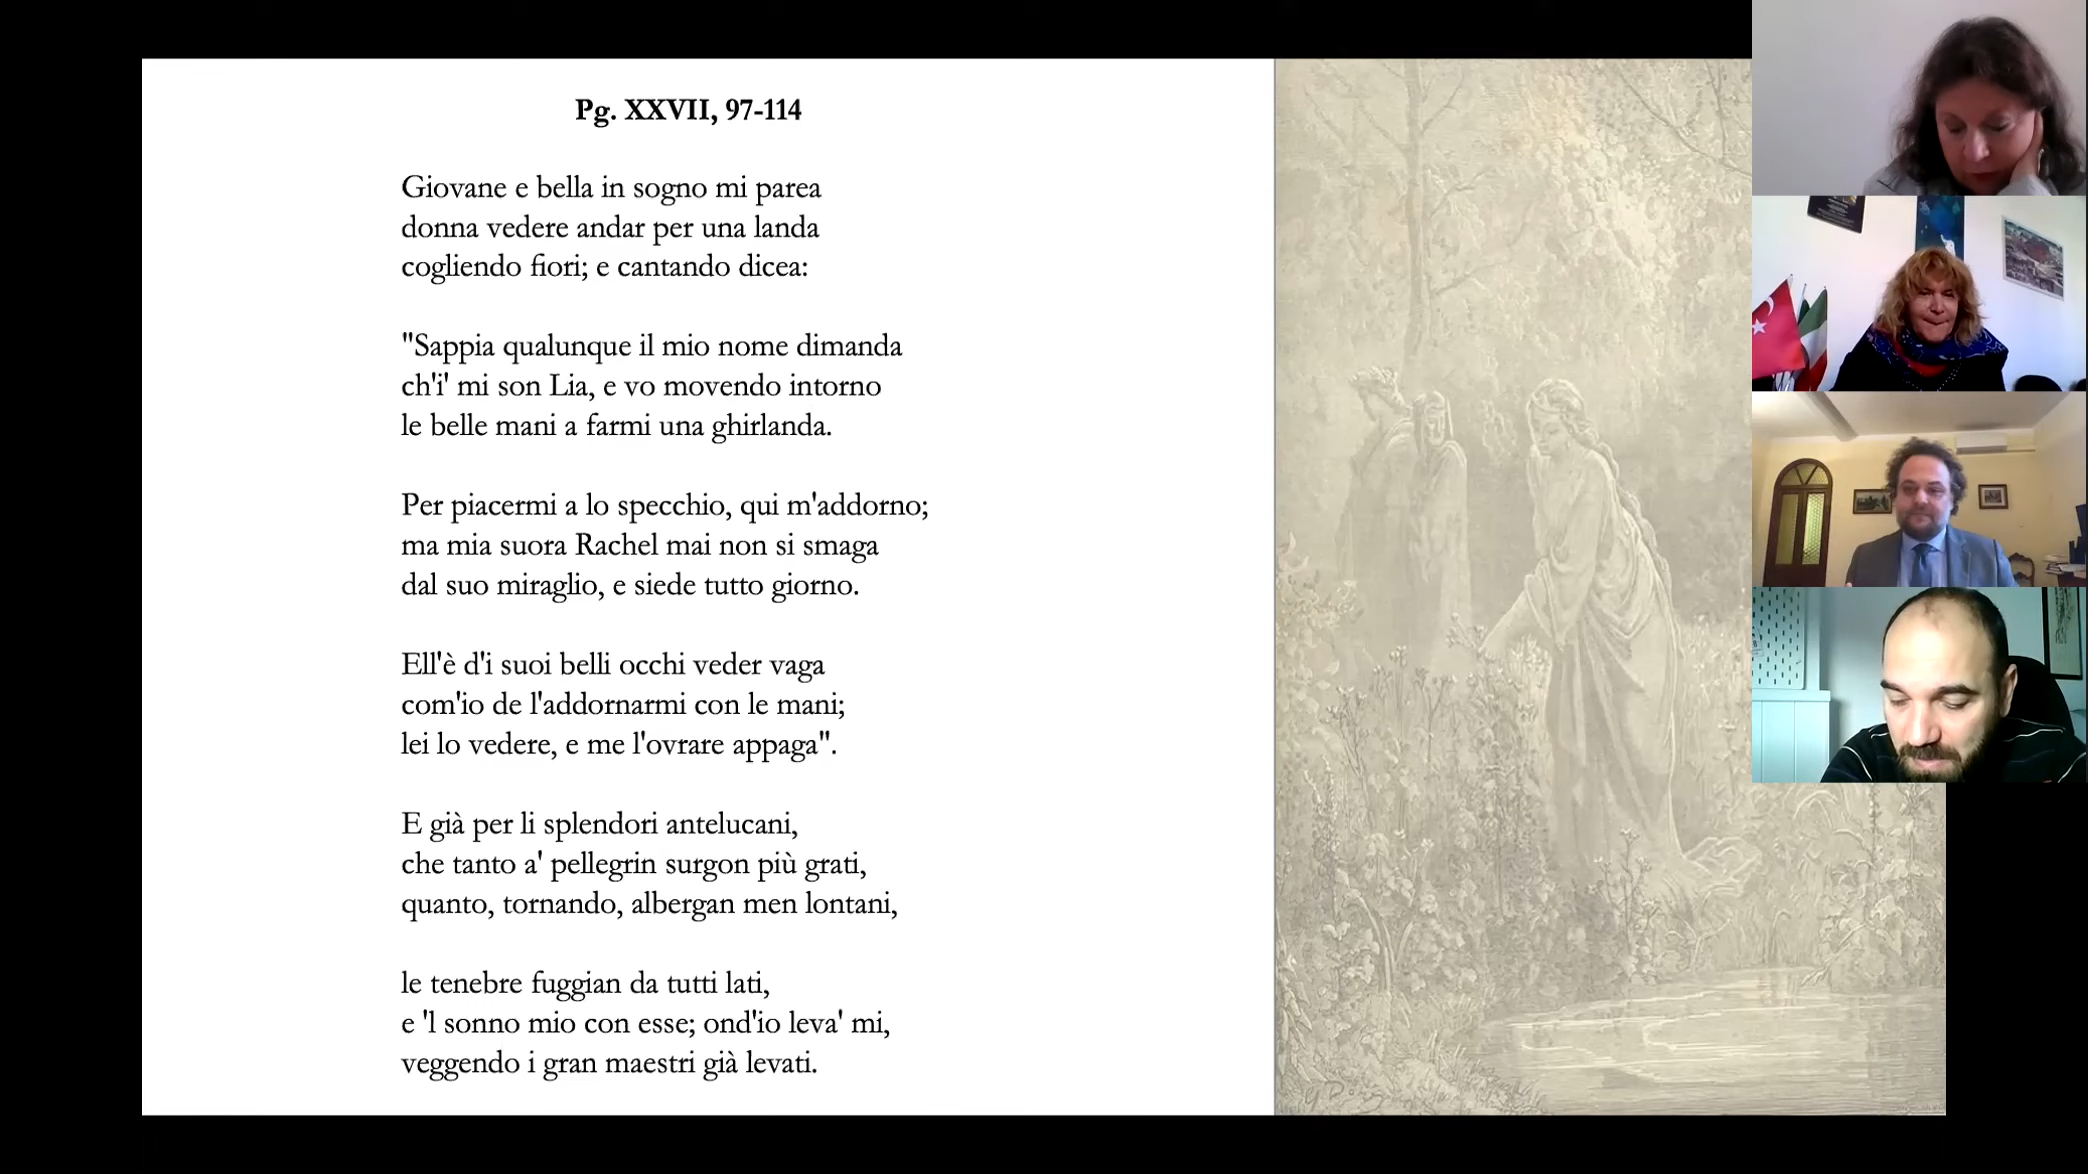 Pg. XXVII, 97-114
Giovane e bella in sogno mi parea
donna vedere andar per una landa
cogliendo fiori; e cantando dicea:
"Sappia qualunque il mio nome dimanda
ch'i' mi son Lia, e vo movendo intorno
le belle mani a farmi una ghirlanda.
Per piacermi a lo specchio, qui m'addorno;
ma mia suora Rachel mai non si smaga
dal suo miraglio, e siede tutto giorno.
Ell'è d'i suoi belli occhi veder vaga
com'io de l'addornarmi con le mani;
lei lo vedere, e me l'ovrare appaga".
E già per li splendori antelucani,
che tanto a' pellegrin surgon più grati,
quanto, tornando, albergan men lontani,
le tenebre fuggian da tutti lati,
e 'l sonno mio con esse; ond'io leva' mi,
veggendo i gran maestri già levati.
G Doré